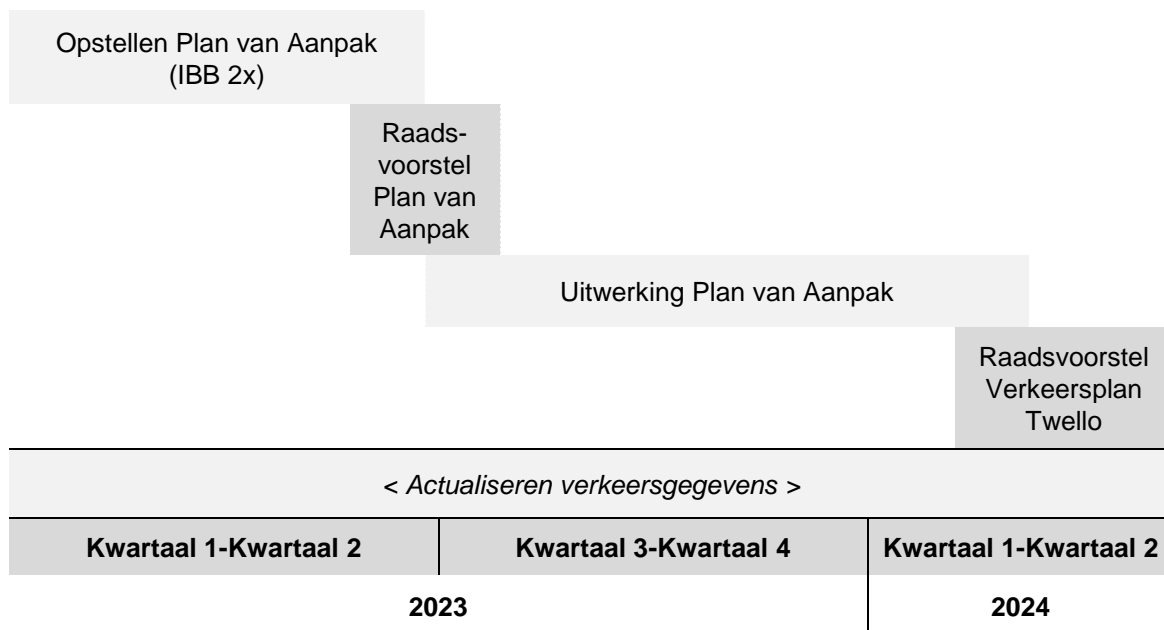 Opstellen Plan van Aanpak
(IBB 2x)
Raads-
voorstel
Plan van
Aanpak
Uitwerking Plan van Aanpak
Raadsvoorstel
Verkeersplan
Twello
< Actualiseren verkeersgegevens >
Kwartaal 1-Kwartaal 2
Kwartaal 3-Kwartaal 4
Kwartaal 1-Kwartaal 2
2023
2024